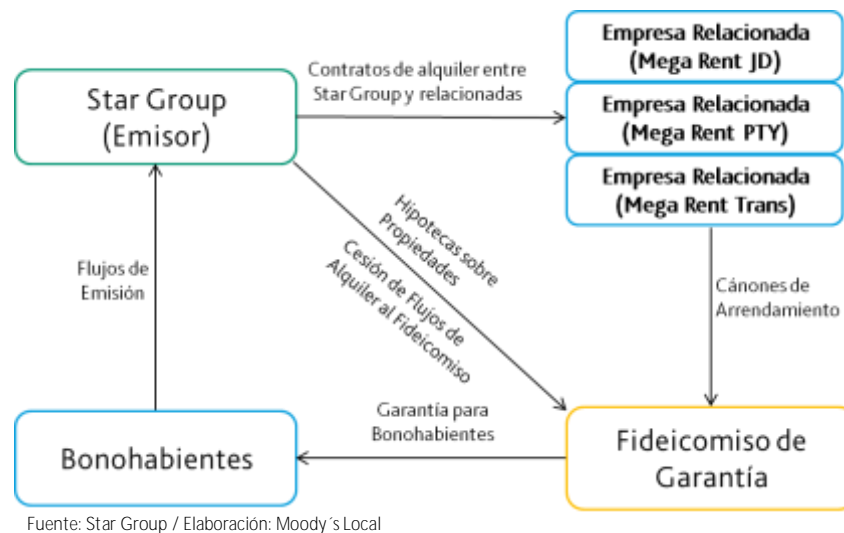 Empresa Relacionada
(Mega Rent JD)
Contratos de alquiler entre
Star Group y relacionadas
Star Group
(Emisor)
Empresa Relacionada
(Mega Rent PTY)
Empresa Relacionada
(Mega Rent Trans)
Hipotecas sobre
Propiedades
Cesión de Flujos de
Alquiler al Fideicomiso
Flujos de
Emisión
Cánones de
Arrendamiento
Garantía para
Bonohabientes
Bonohabientes
Fideicomiso de
Garantía
Fuente: Star Group / Elaboración: Moody´s Local